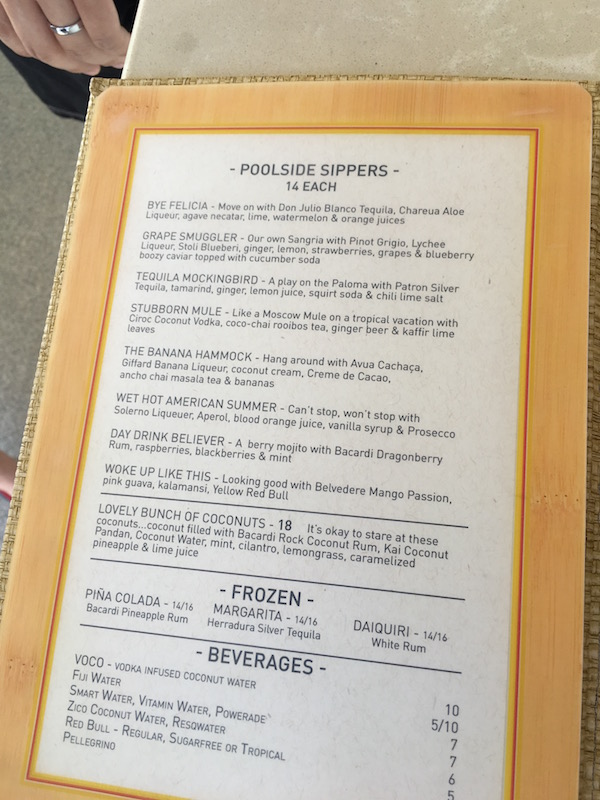 - POOLSIDE SIPPERS -
14 EACH
BYE FELICIA - Move on with Don Julio Blanco Tequila, Chareua Aloe
Liqueur, agave necatar, lime, watermelon & orange juices
GRAPE SMUGGLER - Our own Sangria with Pinot Grigio, Lychee
Liqueur, Stoli Blueberi, ginger, lemon, strawberries, grapes & blueberry
boozy caviar topped with cucumber soda
TEQUILA MOCKINGBIRD - A play on the Paloma with Patron Silver
Tequila, tamarind, ginger, lemon juice, squirt soda & chili lime salt
STUBBORN MULE - Like a Moscow Mule on a tropical vacation with
Ciroc Coconut Vodka, coco-chai rooibos tea, ginger beer & kaffir lime
leaves
THE BANANA HAMMOCK - Hang around with Avua Cachaça,
Giffard Banana Liqueur, coconut cream, Creme de Cacao,
ancho chai masala tea & bananas
WET HOT AMERICAN SUMMER - Can't stop, won't stop with
Solerno Liqueuer, Aperol, blood orange juice, vanilla syrup & Prosecco
DAY DRINK BELIEVER - A berry mojito with Bacardi Dragonberry
Rum, raspberries, blackberries & mint
WOKE UP LIKE THIS - Looking good with Belvedere Mango Passion,
pink guava, kalamansi, Yellow Red Bull
LOVELY BUNCH OF COCONUTS - 18 It's okay to stare at these
coconuts...coconut filled with Bacardi Rock Coconut Rum, Kai Coconut
Pandan, Coconut Water, mint, cilantro, lemongrass, caramelized
pineapple & lime juice
- FROZEN -
PIÑA COLADA - 14/16
Bacardi Pineapple Rum
MARGARITA - 14/16
Herradura Silver Tequila
DAIQUIRI - 14/16
White Rum
- BEVERAGES -
VOCO - VODKA INFUSED COCONUT WATER 10
FIJI WATER 5/10
SMART WATER, VITAMIN WATER, POWERADE 7
ZICO COCONUT WATER, RESQWATER 7
RED BULL - REGULAR, SUGARFREE OR TROPICAL 6
PELLEGRINO 5